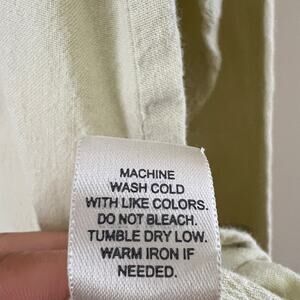 MACHINE
WASH COLD
WITH LIKE COLORS.
DO NOT BLEACH.
TUMBLE DRY LOW.
WARM IRON IF
NEEDED.